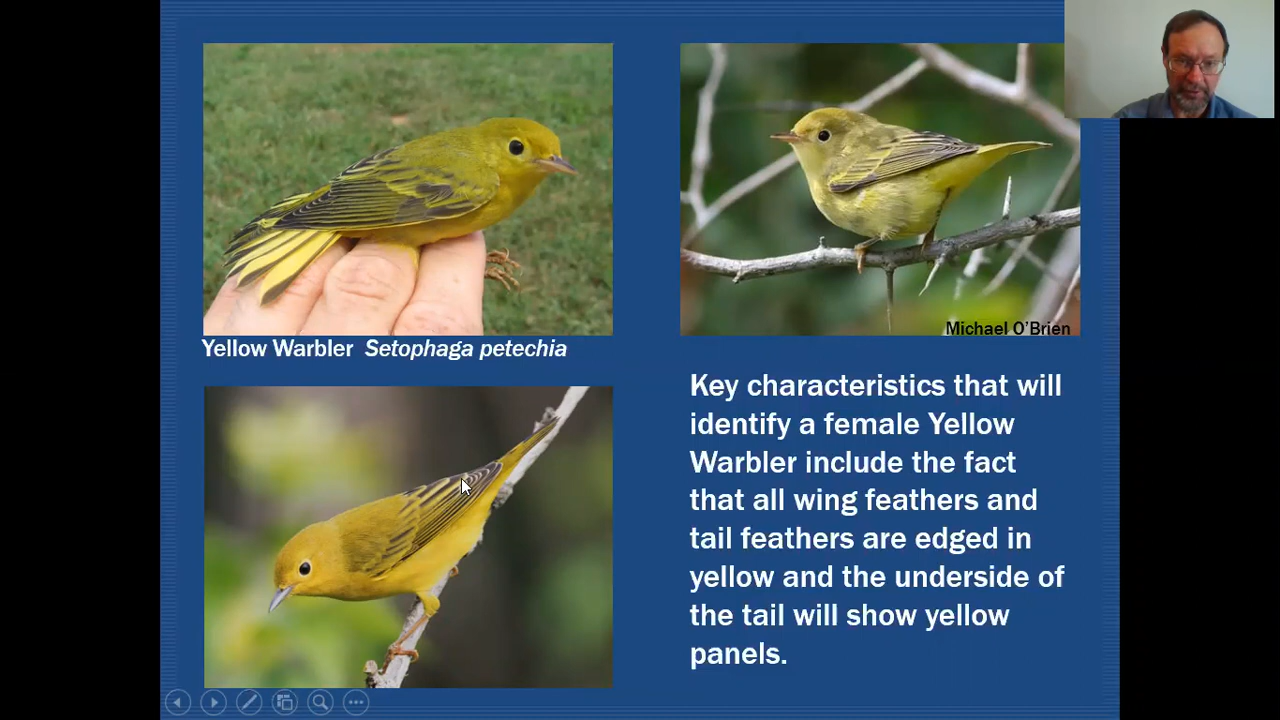 Michael O'Brien
Yellow Warbler Setophaga petechia
Key characteristics that will
identify a female Yellow
Warbler include the fact
that all wing feathers and
tail feathers are edged in
yellow and the underside of
the tail will show yellow
panels.